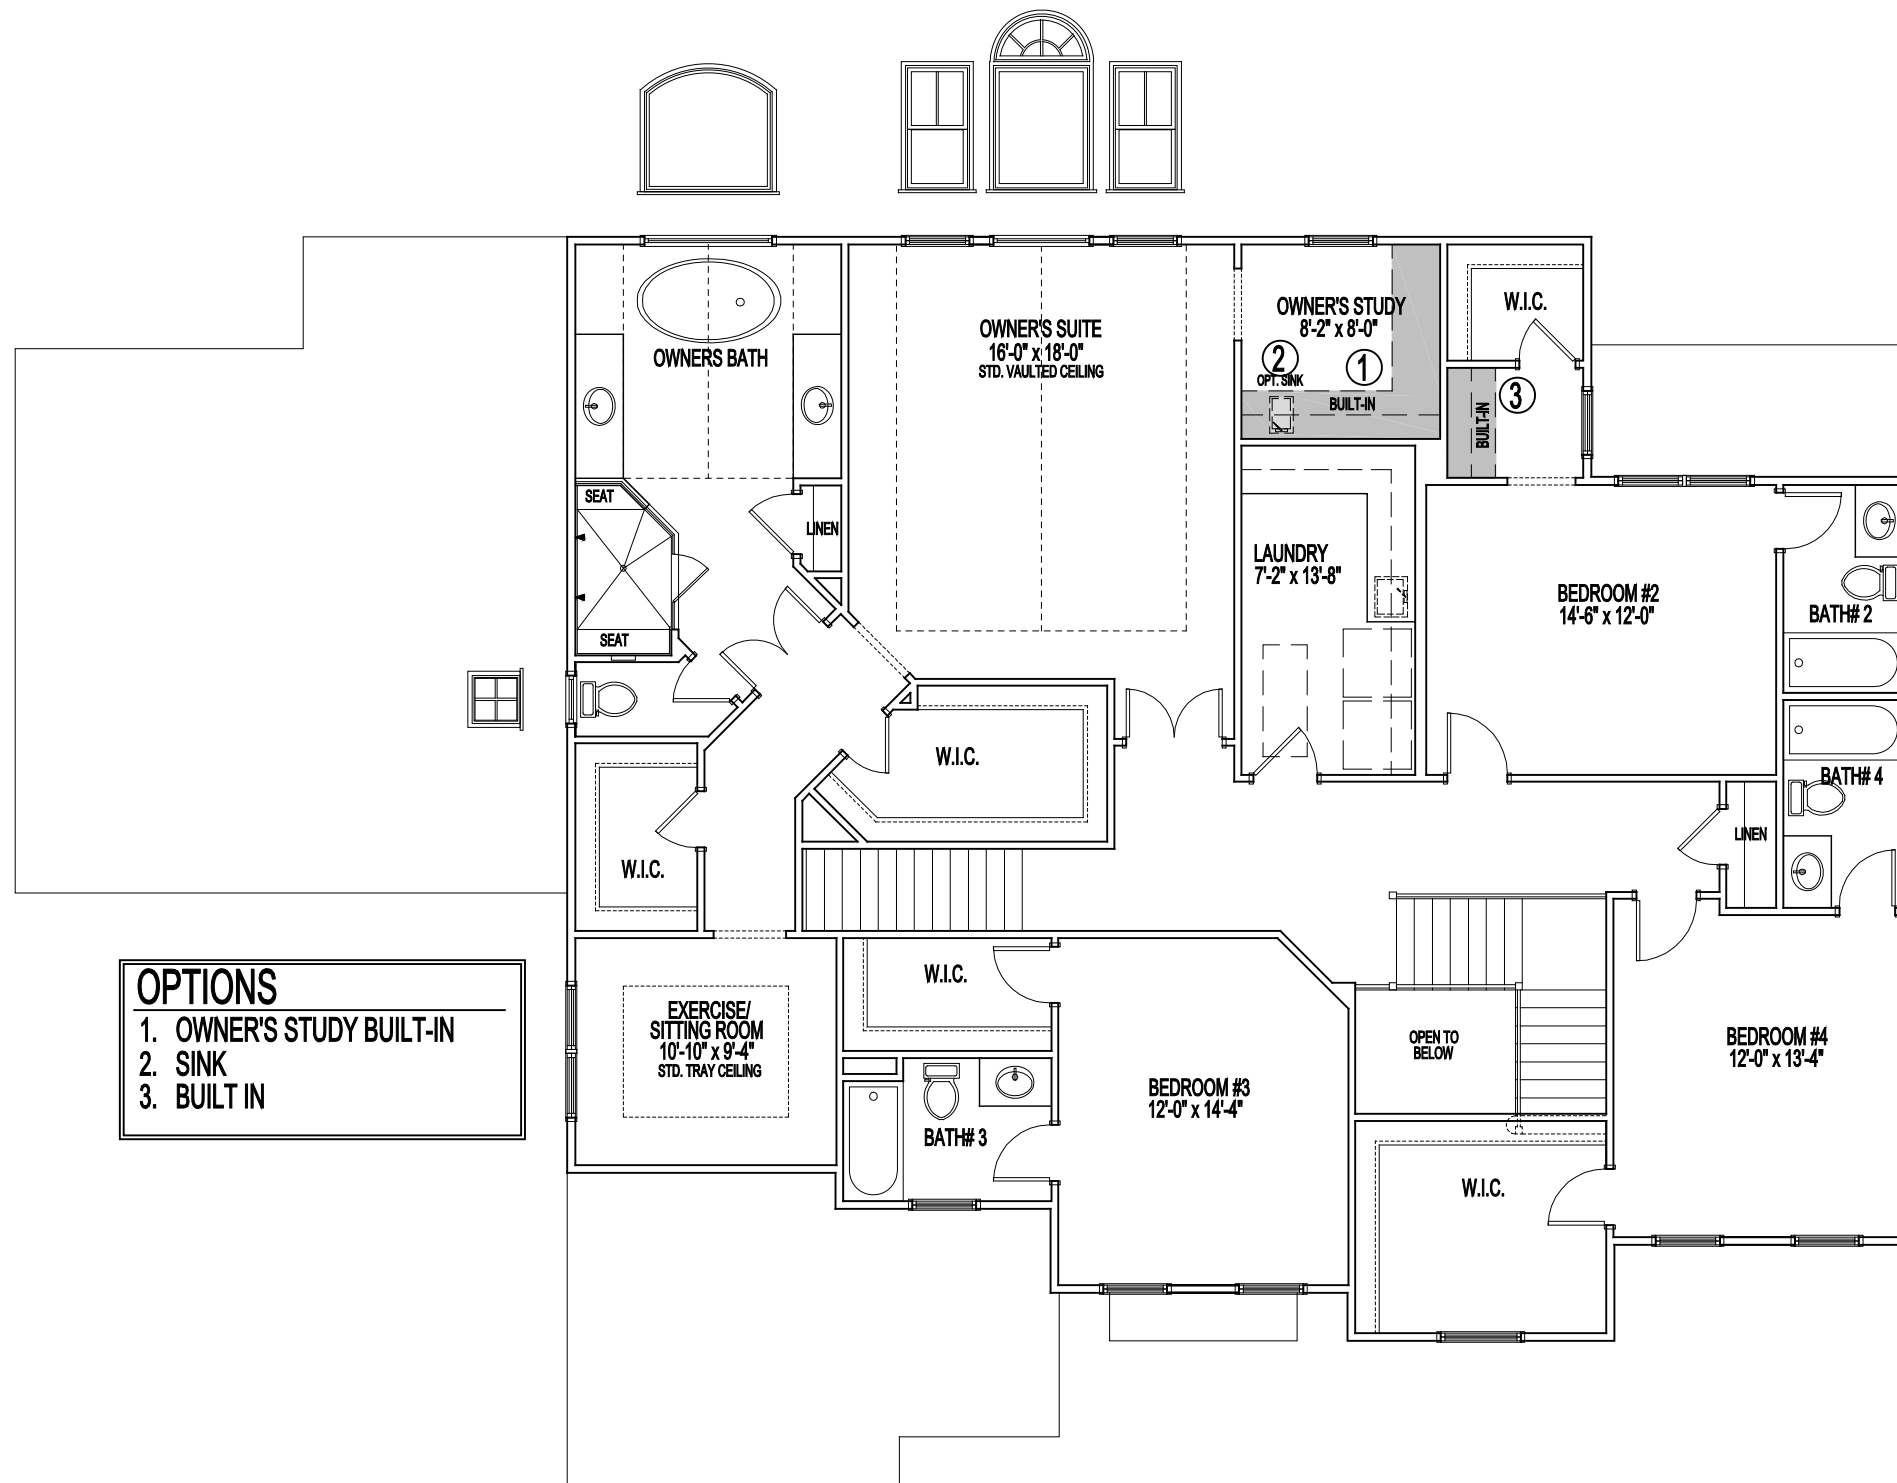 OWNERS BATH
OWNER'S SUITE
16'-0" x 18'-0"
STD. VAULTED CEILING
OWNER'S STUDY
8'-2" x 8'-0"
2
OPT. SINK
1
BUILT-IN
W.I.C.
3
BUILT-IN
SEAT
LINEN
SEAT
LAUNDRY
7'-2" x 13'-8"
BEDROOM #2
14'-6" x 12'-0"
BATH# 2
W.I.C.
BATH# 4
LINEN
W.I.C.
W.I.C.
EXERCISE/
SITTING ROOM
10'-10" x 9'-4"
STD. TRAY CEILING
BATH# 3
BEDROOM #3
12'-0" x 14'-4"
OPEN TO
BELOW
BEDROOM #4
12'-0" x 13'-4"
W.I.C.
OPTIONS
1. OWNER'S STUDY BUILT-IN
2. SINK
3. BUILT IN